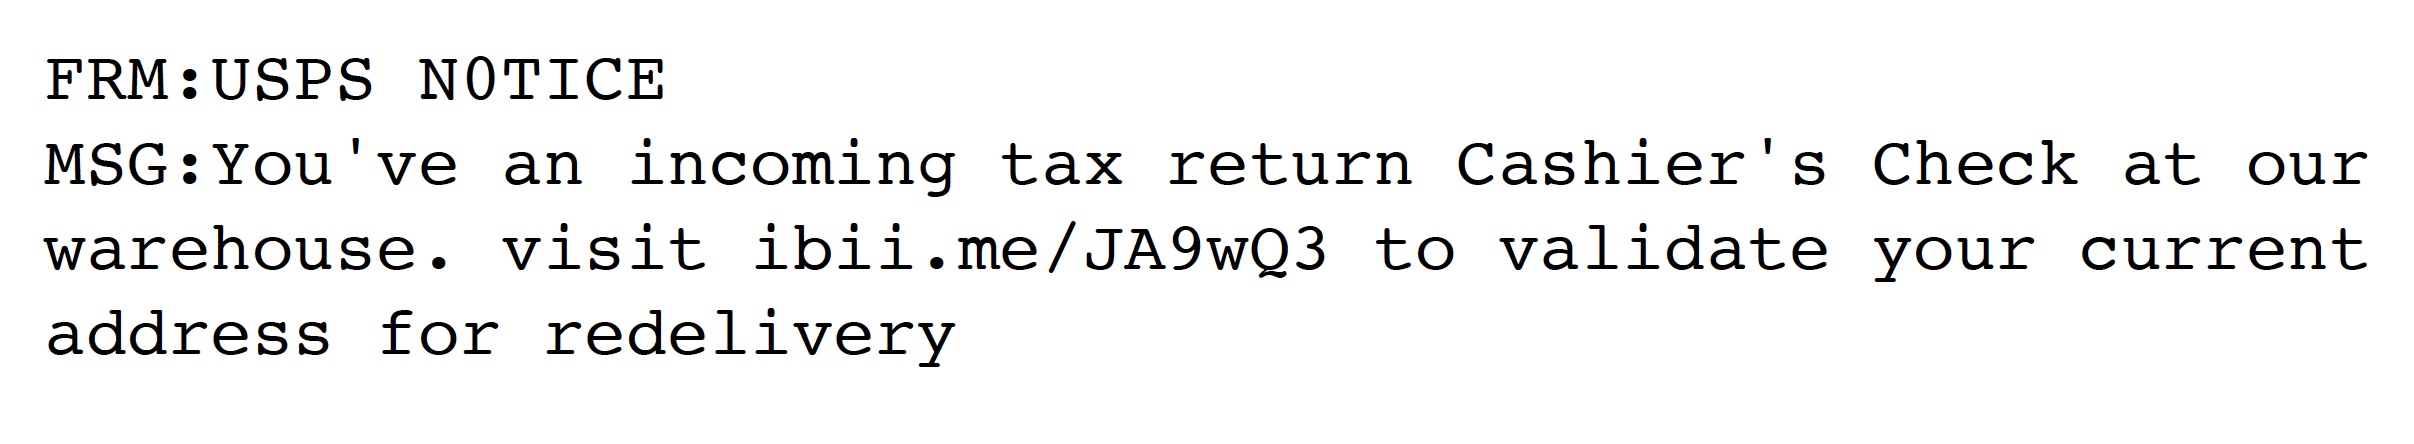 FRM:USPS N0TICE
MSG:You've an incoming tax return Cashier's Check at our
warehouse. visit ibii.me/JA9wQ3 to validate your current
address for redelivery